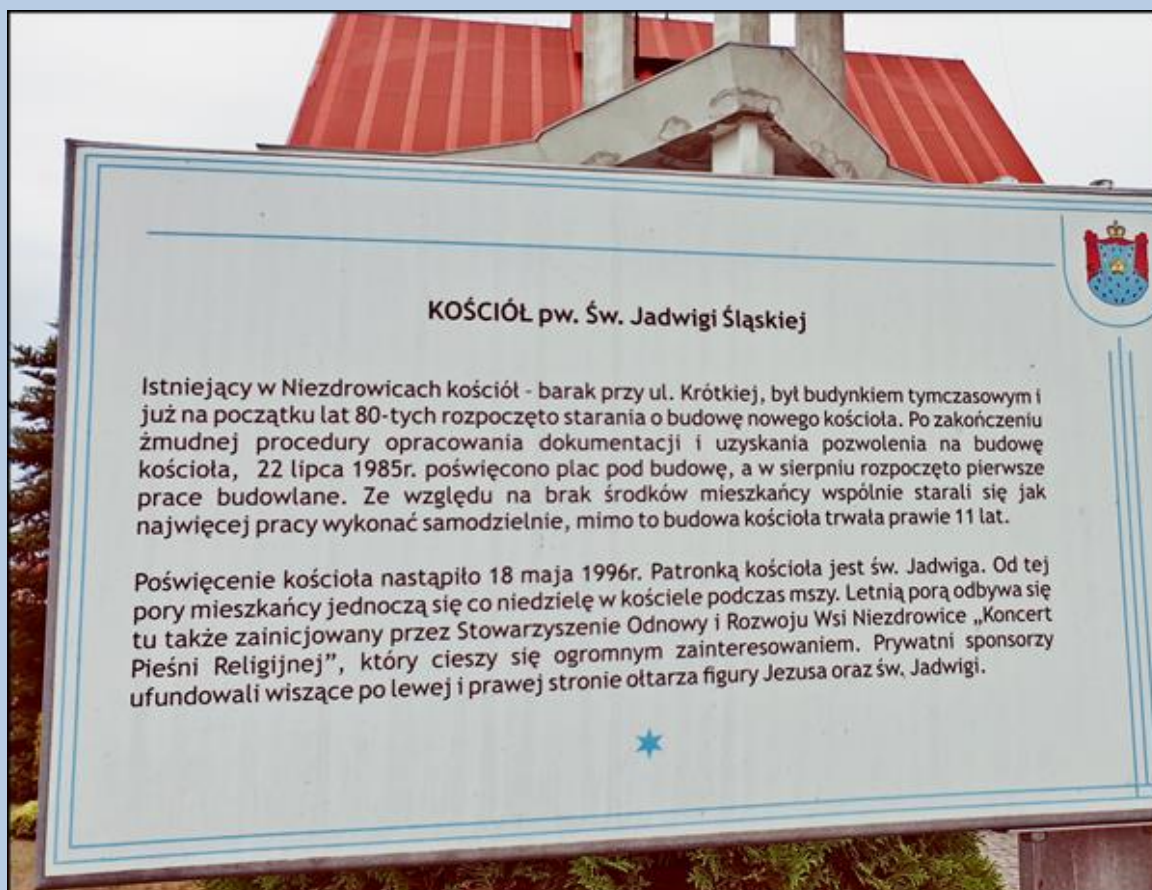 KOŚCIÓŁ pw. Św. Jadwigi Śląskiej
Istniejący w Niezdrowicach kościół - barak przy ul. Krótkiej, był budynkiem tymczasowym i
już na początku lat 80-tych rozpoczęto starania o budowę nowego kościoła. Po zakończeniu
żmudnej procedury opracowania dokumentacji i uzyskania pozwolenia na budowę
kościoła, 22 lipca 1985r. poświęcono plac pod budowę, a w sierpniu rozpoczęto pierwsze
prace budowlane. Ze względu na brak środków mieszkańcy wspólnie starali się jak
najwięcej pracy wykonać samodzielnie, mimo to budowa kościoła trwała prawie 11 lat.
Poświęcenie kościoła nastąpiło 18 maja 1996r. Patronką kościoła jest św. Jadwiga. Od tej
pory mieszkańcy jednoczą się co niedzielę w kościele podczas mszy. Letnią porą odbywa się
tu także zainicjowany przez Stowarzyszenie Odnowy i Rozwoju Wsi Niezdrowice „Koncert
Pieśni Religijnej”, który cieszy się ogromnym zainteresowaniem. Prywatni sponsorzy
ufundowali wiszące po lewej i prawej stronie ołtarza figury Jezusa oraz św. Jadwigi.